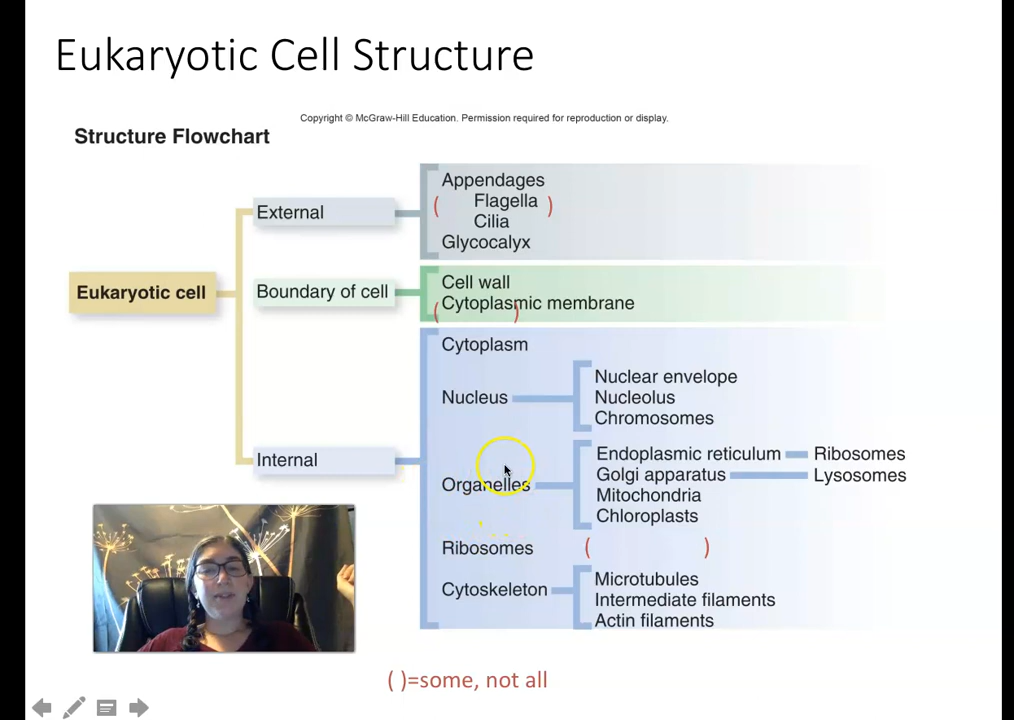 Eukaryotic Cell Structure
Copyright © McGraw-Hill Education. Permission required for reproduction or display.
Structure Flowchart
Eukaryotic cell
External
Appendages
( Flagella )
Cilia
Glycocalyx
Boundary of cell
Cell wall
Cytoplasmic membrane
( )
Internal
Cytoplasm
Nucleus
Nuclear envelope
Nucleolus
Chromosomes
Organelles
Endoplasmic reticulum
Ribosomes
Golgi apparatus
Lysosomes
Mitochondria
Chloroplasts
Ribosomes
( )
Cytoskeleton
Microtubules
Intermediate filaments
Actin filaments
( )=some, not all